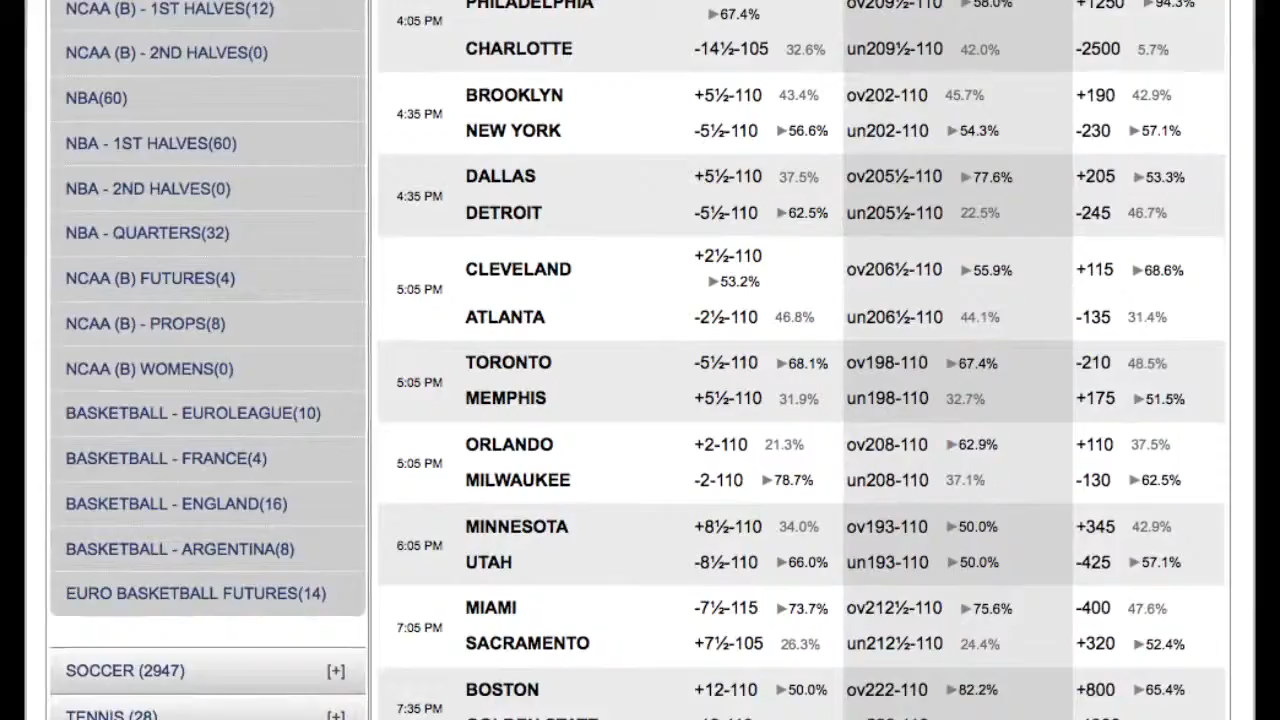 NCAA (B) - 1ST HALVES(12)
NCAA (B) - 2ND HALVES(0)
NBA(60)
NBA - 1ST HALVES(60)
NBA - 2ND HALVES(0)
NBA - QUARTERS(32)
NCAA (B) FUTURES(4)
NCAA (B) - PROPS(8)
NCAA (B) WOMENS(0)
BASKETBALL - EUROLEAGUE(10)
BASKETBALL - FRANCE(4)
BASKETBALL - ENGLAND(16)
BASKETBALL - ARGENTINA(8)
EURO BASKETBALL FUTURES(14)
SOCCER (2947) [+]
TENNIS (28) [+]
PHILADELPHIA ov209½-110 ▶58.0% +1250 ▶94.3%
▶67.4%
4:05 PM
CHARLOTTE -14½-105 32.6% un209½-110 42.0% -2500 5.7%
BROOKLYN +5½-110 43.4% ov202-110 45.7% +190 42.9%
4:35 PM
NEW YORK -5½-110 ▶56.6% un202-110 ▶54.3% -230 ▶57.1%
DALLAS +5½-110 37.5% ov205½-110 ▶77.6% +205 ▶53.3%
4:35 PM
DETROIT -5½-110 ▶62.5% un205½-110 22.5% -245 46.7%
+2½-110
CLEVELAND ov206½-110 ▶55.9% +115 ▶68.6%
▶53.2%
5:05 PM
ATLANTA -2½-110 46.8% un206½-110 44.1% -135 31.4%
TORONTO -5½-110 ▶68.1% ov198-110 ▶67.4% -210 48.5%
5:05 PM
MEMPHIS +5½-110 31.9% un198-110 32.7% +175 ▶51.5%
ORLANDO +2-110 21.3% ov208-110 ▶62.9% +110 37.5%
5:05 PM
MILWAUKEE -2-110 ▶78.7% un208-110 37.1% -130 ▶62.5%
MINNESOTA +8½-110 34.0% ov193-110 ▶50.0% +345 42.9%
6:05 PM
UTAH -8½-110 ▶66.0% un193-110 ▶50.0% -425 ▶57.1%
MIAMI -7½-115 ▶73.7% ov212½-110 ▶75.6% -400 47.6%
7:05 PM
SACRAMENTO +7½-105 26.3% un212½-110 24.4% +320 ▶52.4%
BOSTON +12-110 ▶50.0% ov222-110 ▶82.2% +800 ▶65.4%
7:35 PM
GOLDEN STATE